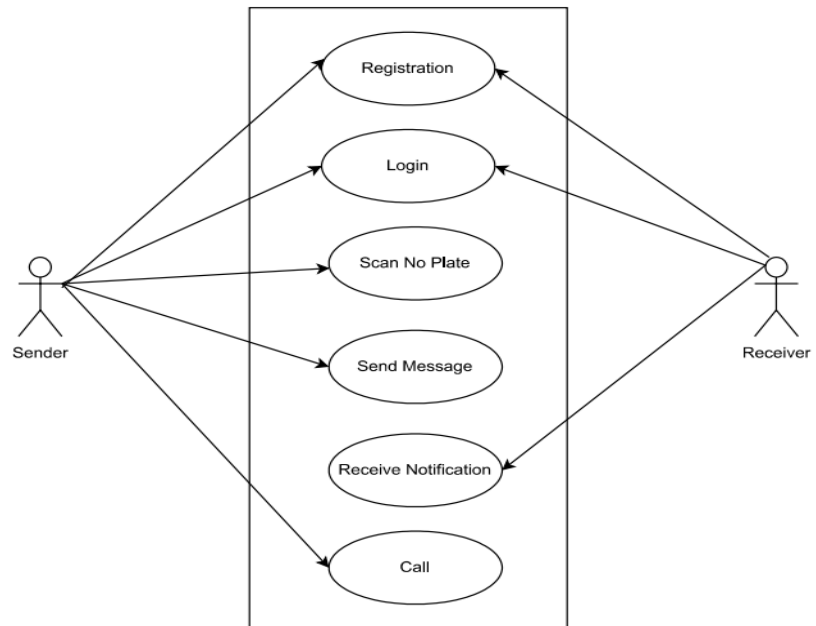 Registration
Login
Scan No Plate
Send Message
Receive Notification
Call
Sender
Receiver